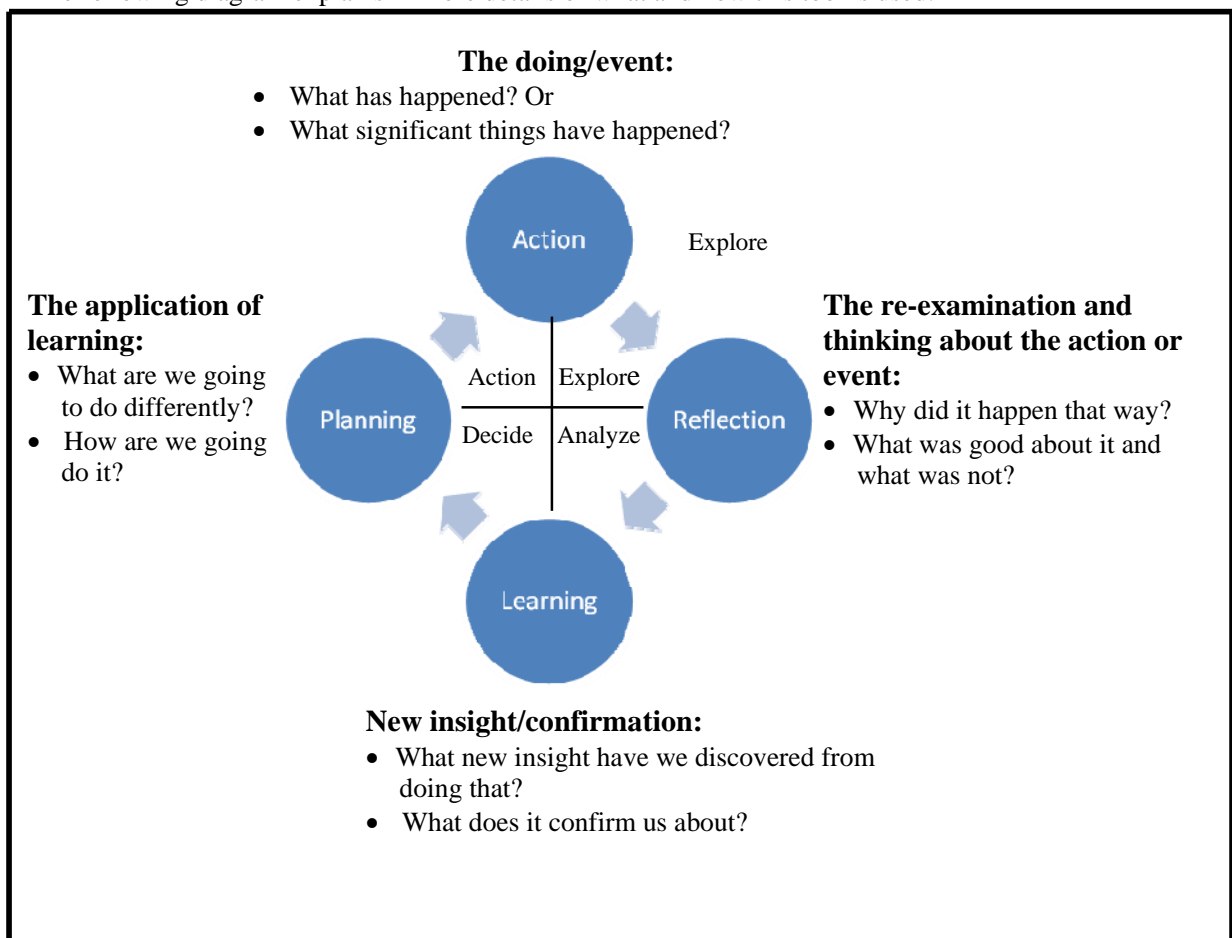 The doing/event:
• What has happened? Or
• What significant things have happened?
Action
Explore
The application of
learning:
• What are we going
to do differently?
• How are we going
do it?
The re-examination and
thinking about the action or
event:
• Why did it happen that way?
• What was good about it and
what was not?
Action Explore
Planning
Decide Analyze
Reflection
Learning
New insight/confirmation:
• What new insight have we discovered from
doing that?
• What does it confirm us about?